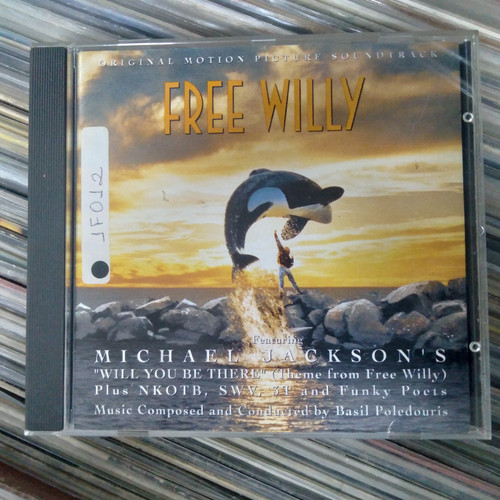 ORIGINAL MOTION PICTURE SOUNDTRACK
FREE WILLY
1F012
Featuring
MICHAEL JACKSON'S
"WILL YOU BE THERE" (Theme from Free Willy)
Plus NKOTB, SWV, 3T and Funky Poets
Music Composed and Conducted by Basil Poledouris